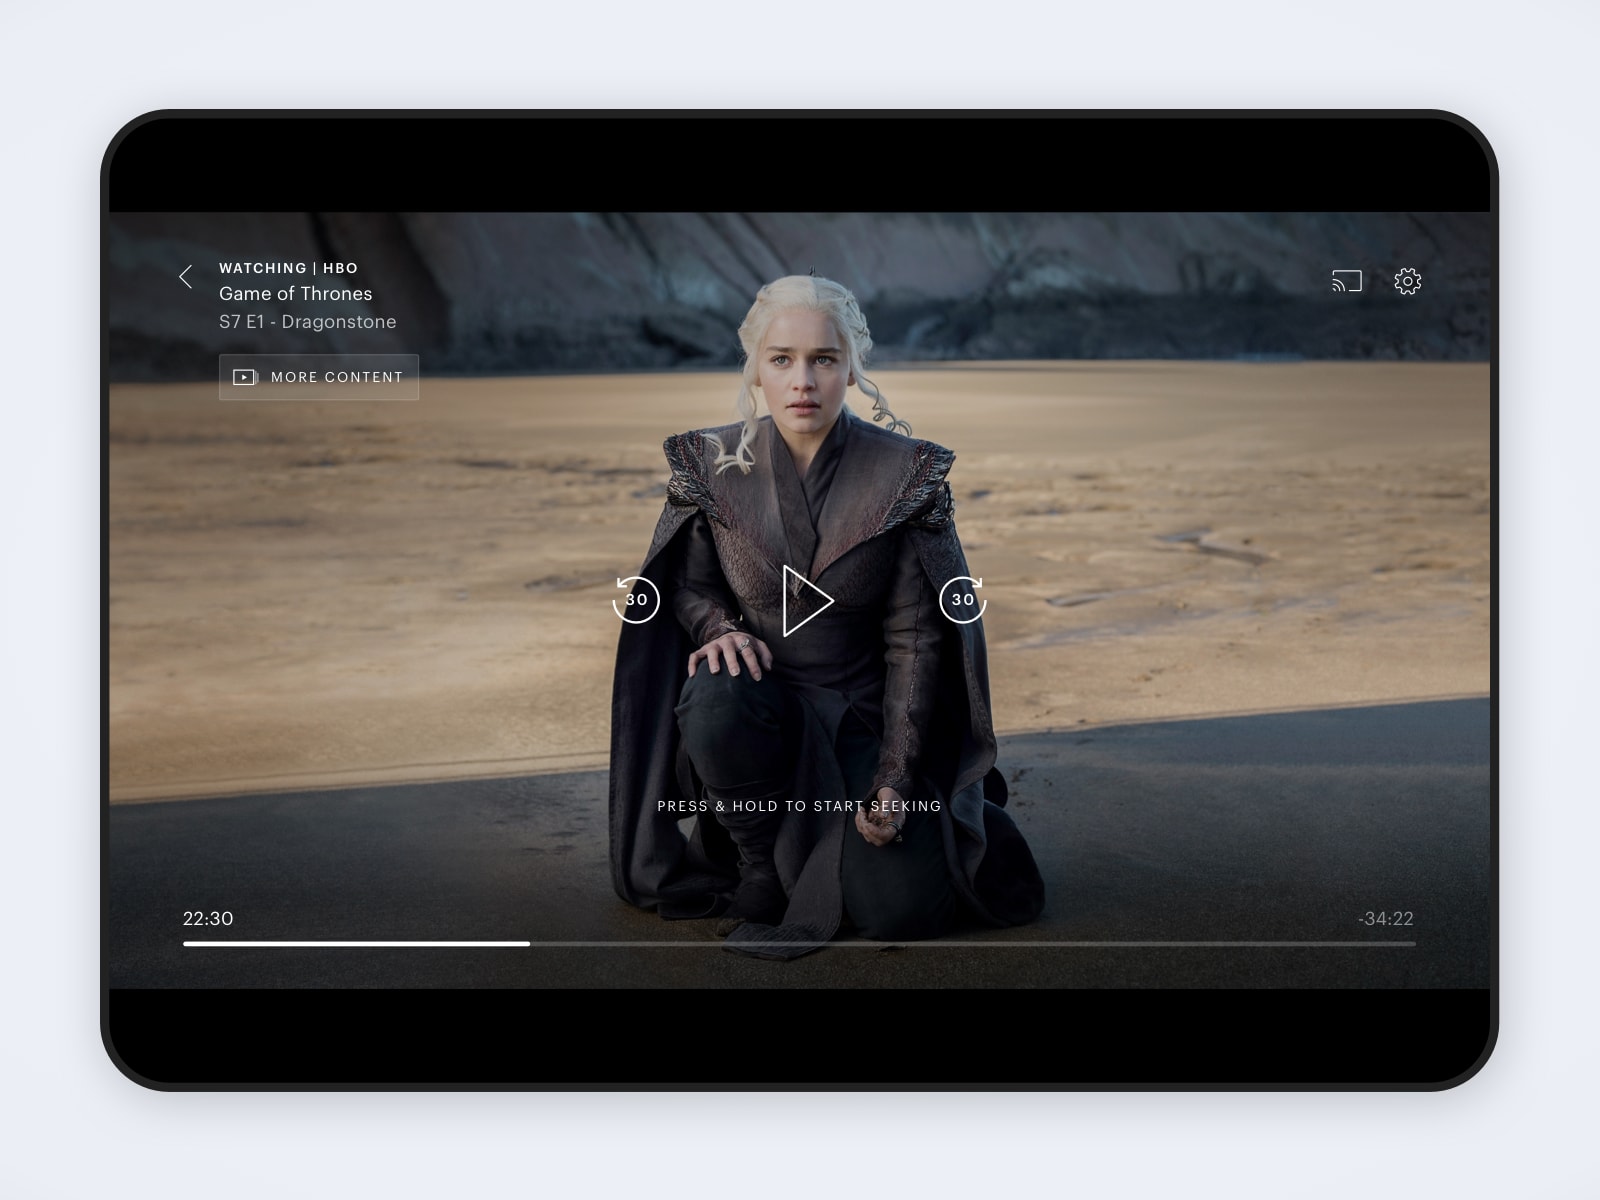 WATCHING | HBO
Game of Thrones
S7 E1 - Dragonstone
MORE CONTENT
30
30
PRESS & HOLD TO START SEEKING
22:30
-34:22